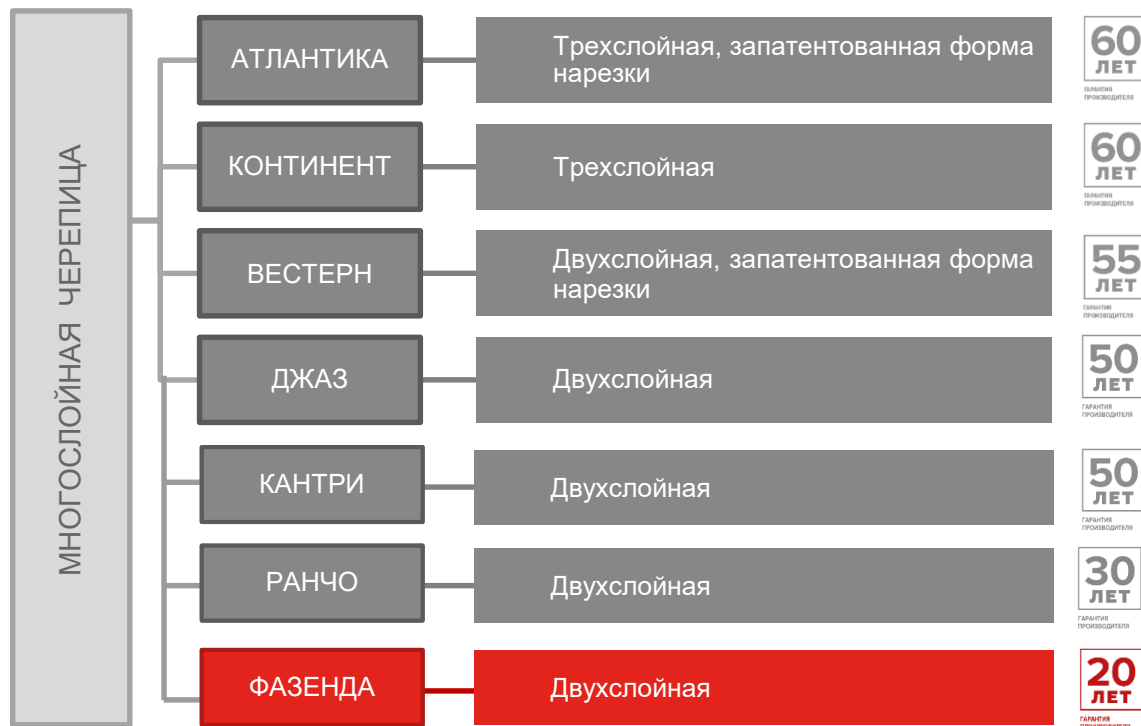 МНОГОСЛОЙНАЯ ЧЕРЕПИЦА
АТЛАНТИКА
Трехслойная, запатентованная форма
нарезки
60
ЛЕТ
ГАРАНТИЯ
ПРОИЗВОДИТЕЛЯ
КОНТИНЕНТ
Трехслойная
60
ЛЕТ
ГАРАНТИЯ
ПРОИЗВОДИТЕЛЯ
ВЕСТЕРН
Двухслойная, запатентованная форма
нарезки
55
ЛЕТ
ГАРАНТИЯ
ПРОИЗВОДИТЕЛЯ
ДЖАЗ
Двухслойная
50
ЛЕТ
ГАРАНТИЯ
ПРОИЗВОДИТЕЛЯ
КАНТРИ
Двухслойная
50
ЛЕТ
ГАРАНТИЯ
ПРОИЗВОДИТЕЛЯ
РАНЧО
Двухслойная
30
ЛЕТ
ГАРАНТИЯ
ПРОИЗВОДИТЕЛЯ
ФАЗЕНДА
Двухслойная
20
ЛЕТ
ГАРАНТИЯ
ПРОИЗВОДИТЕЛЯ